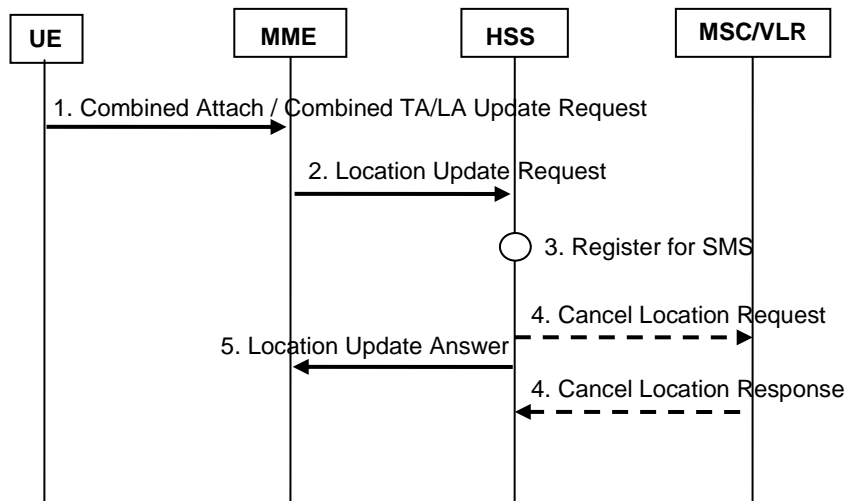 UE
MME
HSS
MSC/VLR
1. Combined Attach / Combined TA/LA Update Request
2. Location Update Request
3. Register for SMS
4. Cancel Location Request
5. Location Update Answer
4. Cancel Location Response